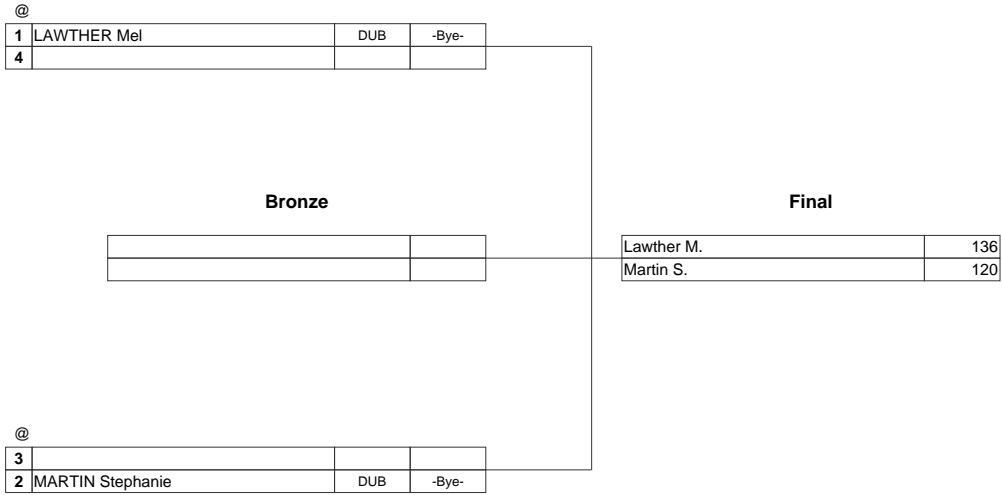 @
1 LAWTHER Mel DUB -Bye-
4
Bronze Final
Lawther M. 136
Martin S. 120
@
3
2 MARTIN Stephanie DUB -Bye-